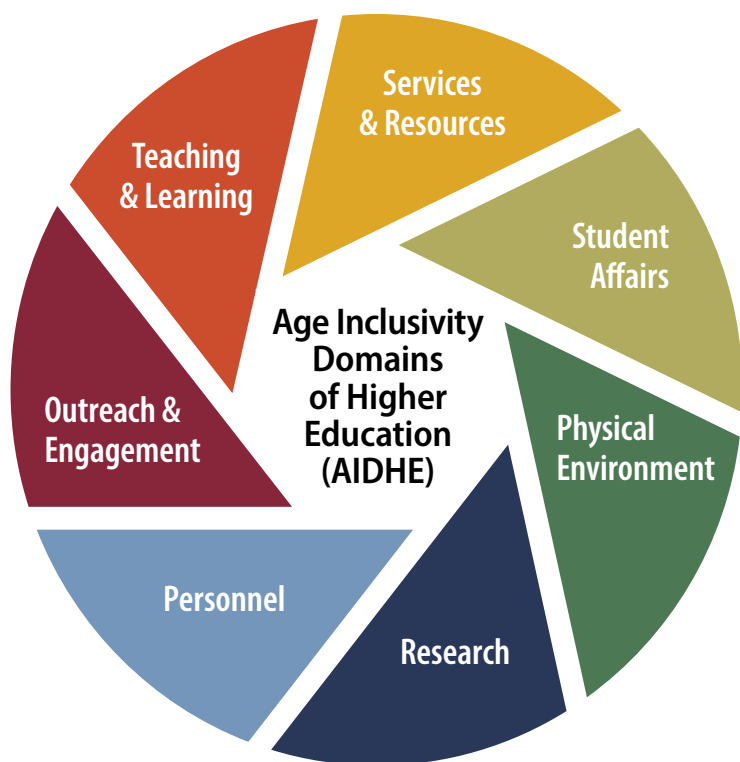 Services
& Resources
Teaching
& Learning
Student
Affairs
Age Inclusivity
Domains
of Higher
Education
(AIDHE)
Outreach &
Engagement
Physical
Environment
Personnel
Research